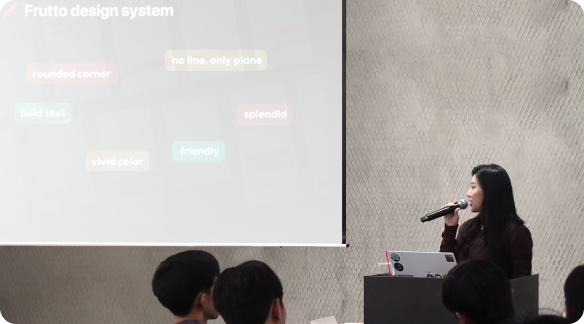 Frutto design system
no line, only plane
rounded corner
bold text
splendid
friendly
vivid color